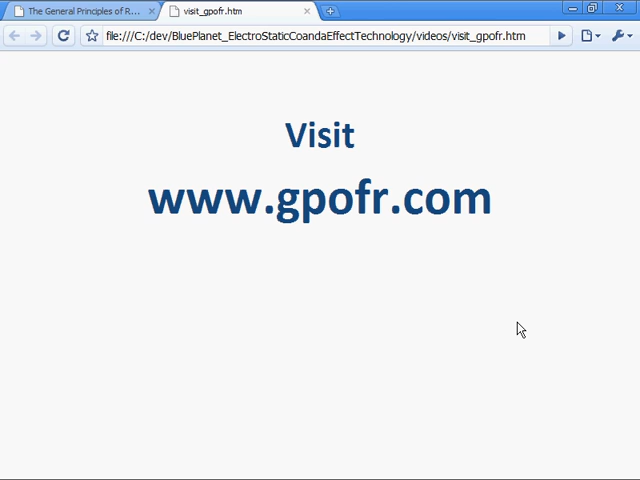 The General Principles of R...
visit_gpofr.htm
file:///C:/dev/BluePlanet_ElectroStaticCoandaEffectTechnology/videos/visit_gpofr.htm
Visit
www.gpofr.com